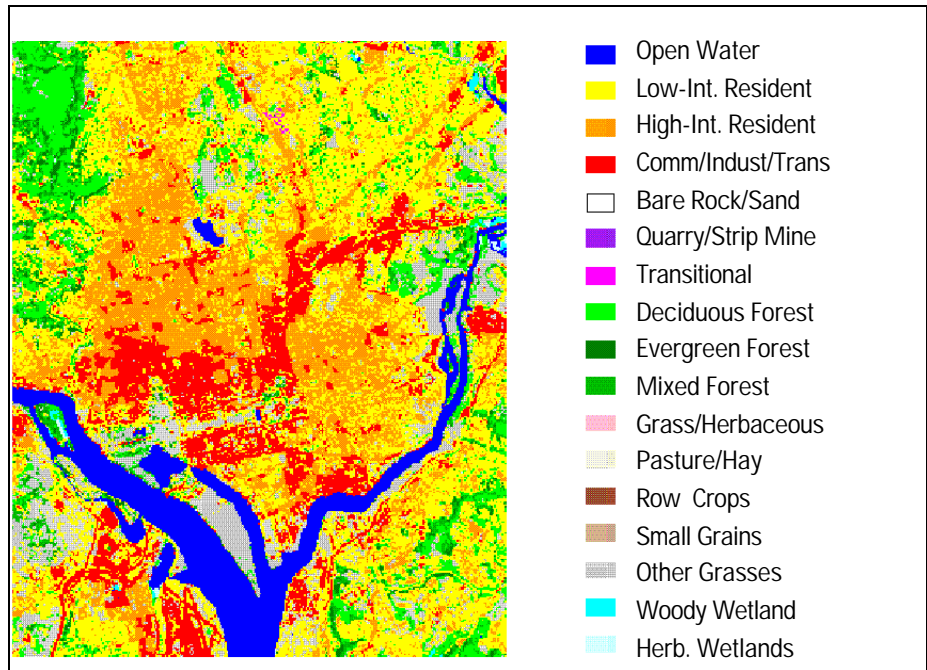 Open Water
Low-Int. Resident
High-Int. Resident
Comm/Indust/Trans
Bare Rock/Sand
Quarry/Strip Mine
Transitional
Deciduous Forest
Evergreen Forest
Mixed Forest
Grass/Herbaceous
Pasture/Hay
Row Crops
Small Grains
Other Grasses
Woody Wetland
Herb. Wetlands